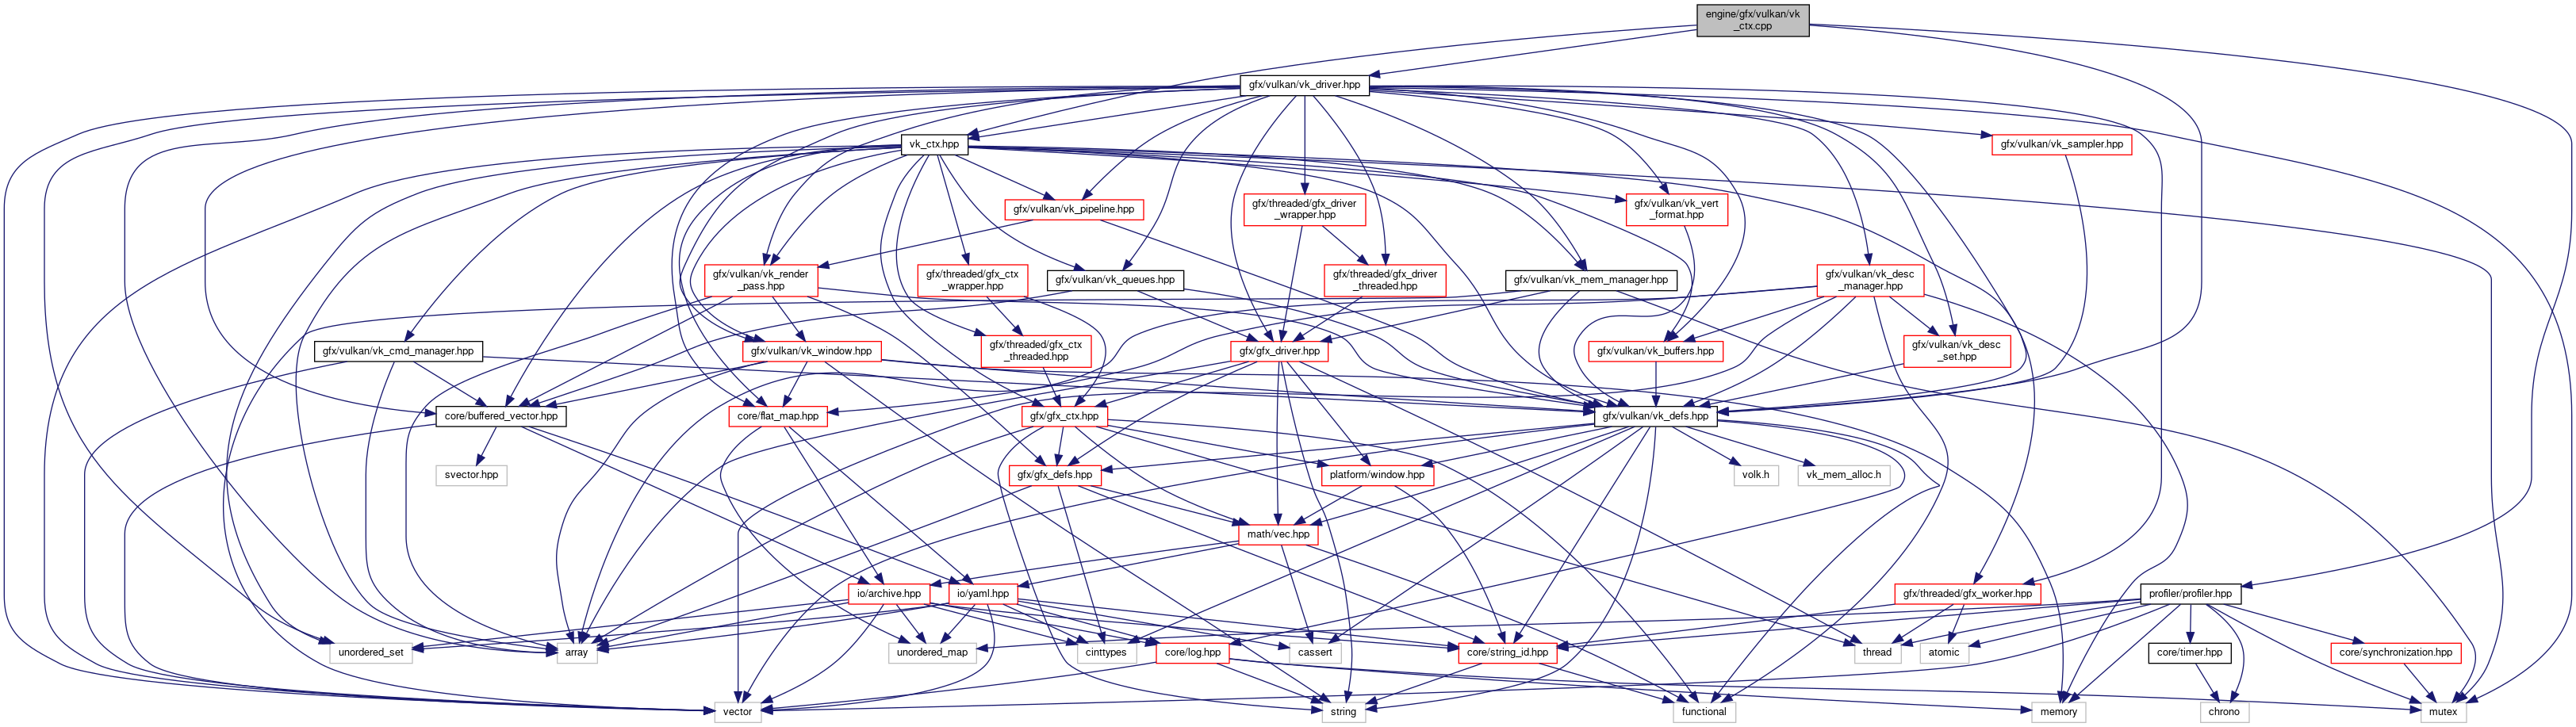 engine/gfx/vulkan/vk
_ctx.cpp
gfx/vulkan/vk_driver.hpp
vk_ctx.hpp
gfx/vulkan/vk_sampler.hpp
gfx/vulkan/vk_pipeline.hpp
gfx/threaded/gfx_driver
_wrapper.hpp
gfx/vulkan/vk_vert
_format.hpp
gfx/vulkan/vk_render
_pass.hpp
gfx/threaded/gfx_ctx
_wrapper.hpp
gfx/vulkan/vk_queues.hpp
gfx/threaded/gfx_driver
_threaded.hpp
gfx/vulkan/vk_mem_manager.hpp
gfx/vulkan/vk_desc
_manager.hpp
gfx/vulkan/vk_cmd_manager.hpp
gfx/vulkan/vk_window.hpp
gfx/threaded/gfx_ctx
_threaded.hpp
gfx/gfx_driver.hpp
gfx/vulkan/vk_buffers.hpp
gfx/vulkan/vk_desc
_set.hpp
core/buffered_vector.hpp
core/flat_map.hpp
gfx/gfx_ctx.hpp
gfx/vulkan/vk_defs.hpp
svector.hpp
gfx/gfx_defs.hpp
platform/window.hpp
volk.h
vk_mem_alloc.h
math/vec.hpp
io/archive.hpp
io/yaml.hpp
gfx/threaded/gfx_worker.hpp
profiler/profiler.hpp
unordered_set
array
unordered_map
cinttypes
core/log.hpp
cassert
core/string_id.hpp
thread
atomic
core/timer.hpp
core/synchronization.hpp
vector
string
functional
memory
chrono
mutex